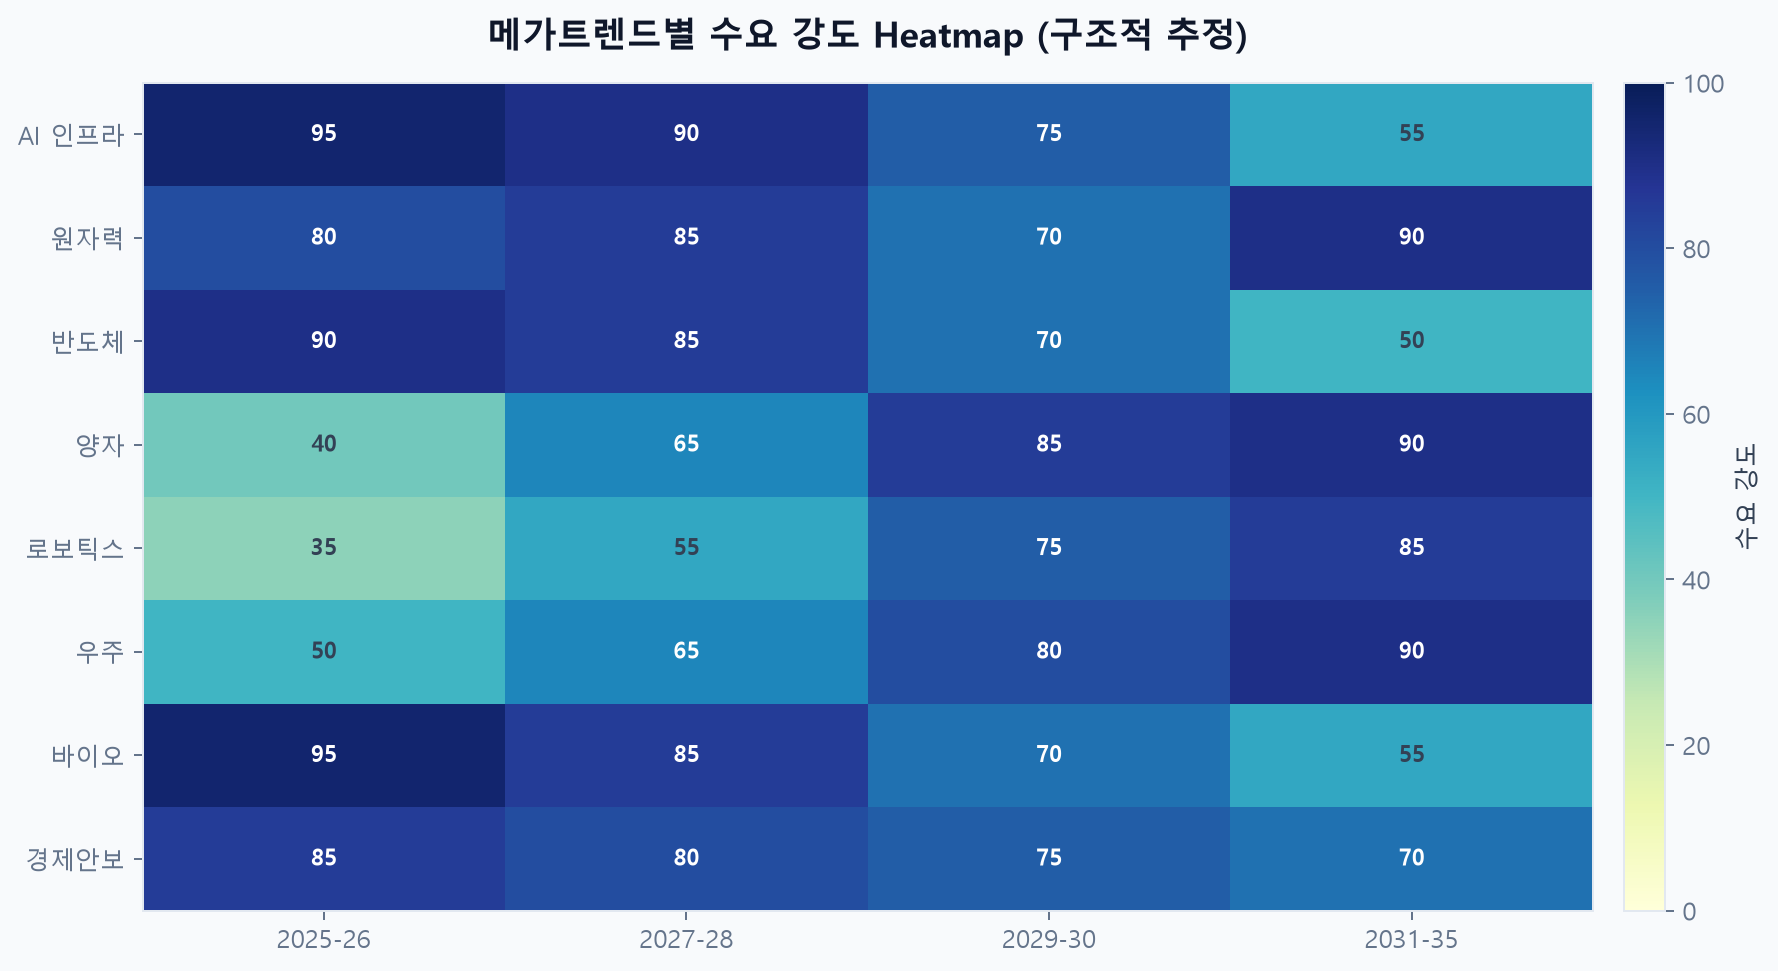 메가트렌드별 수요 강도 Heatmap (구조적 추정)
AI 인프라 95 90 75 55
원자력 80 85 70 90
반도체 90 85 70 50
양자 40 65 85 90
로보틱스 35 55 75 85
우주 50 65 80 90
바이오 95 85 70 55
경제안보 85 80 75 70
2025-26 2027-28 2029-30 2031-35
100
80
60
40
20
0
수요 강도